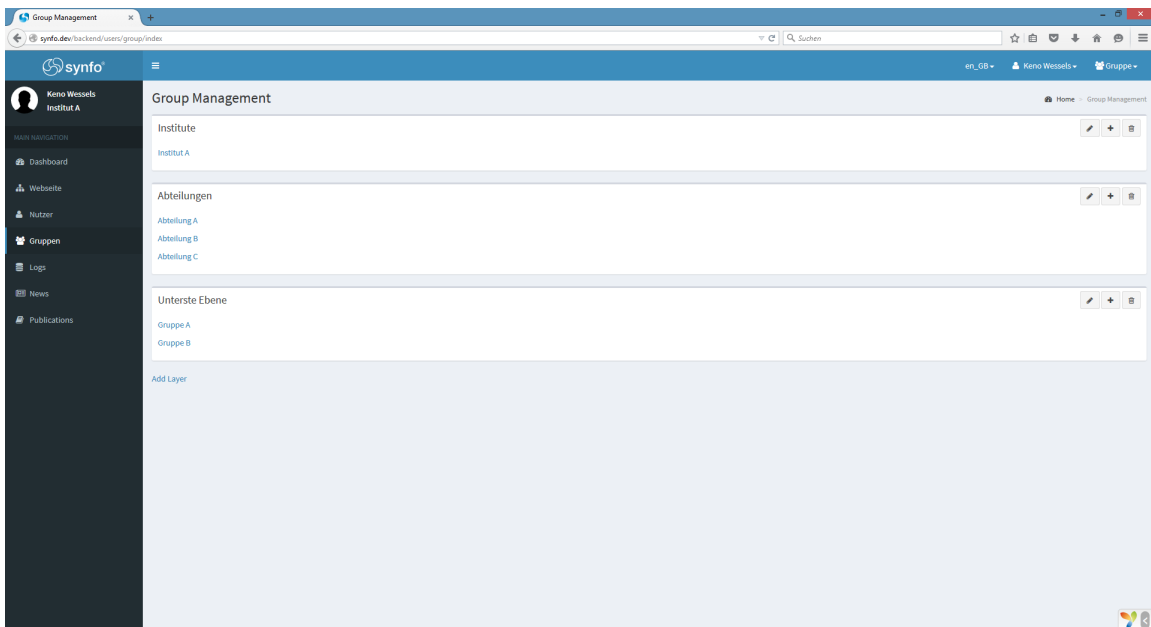 Group Management
synfo.dev/backend/users/group/index
Suchen
synfo®
en_GB
Keno Wessels
Gruppe
Keno Wessels
Institut A
MAIN NAVIGATION
Dashboard
Webseite
Nutzer
Gruppen
Logs
News
Publications
Group Management
Home > Group Management
Institute
Institut A
Abteilungen
Abteilung A
Abteilung B
Abteilung C
Unterste Ebene
Gruppe A
Gruppe B
Add Layer